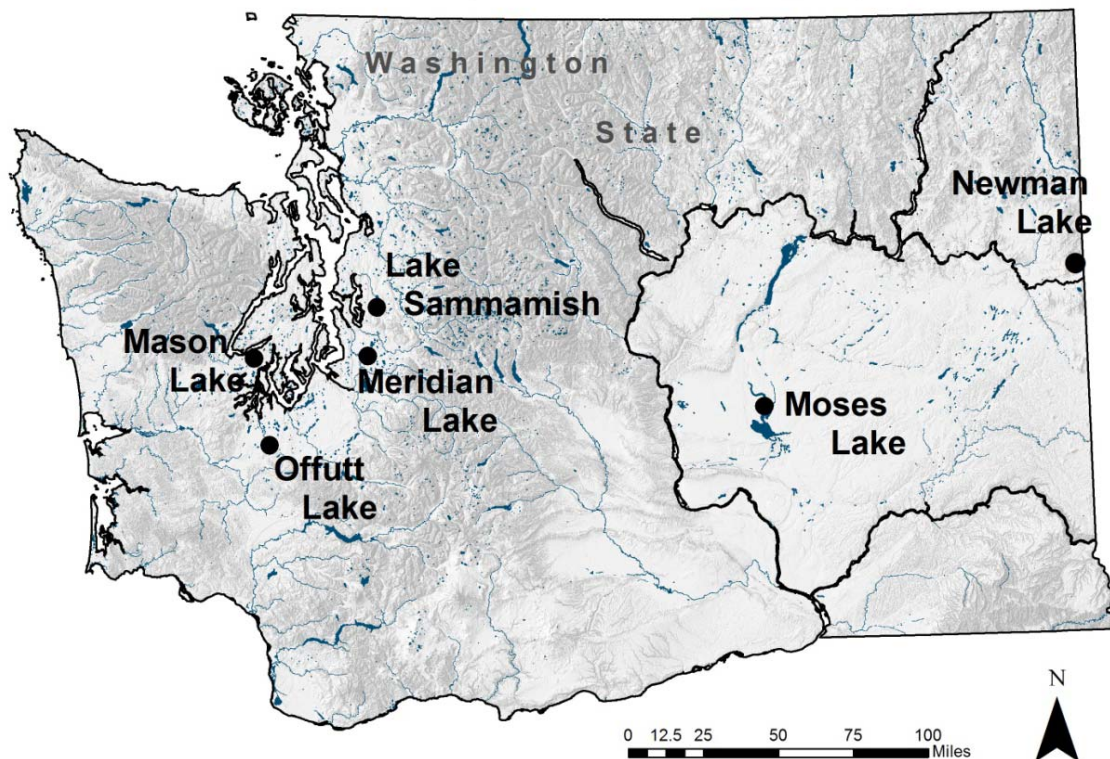 Washington
State
Newman
Lake
Lake
Sammamish
Mason
Lake
Meridian
Lake
Moses
Lake
Offutt
Lake
N
0 12.5 25 50 75 100
Miles